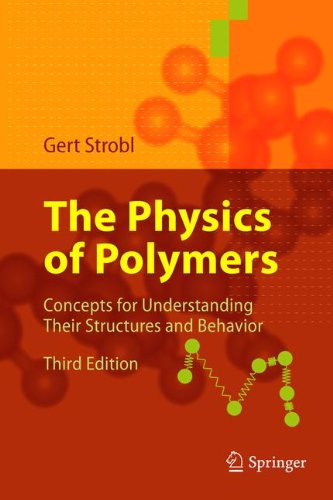 Gert Strobl
The Physics
of Polymers
Concepts for Understanding
Their Structures and Behavior
Third Edition
Springer